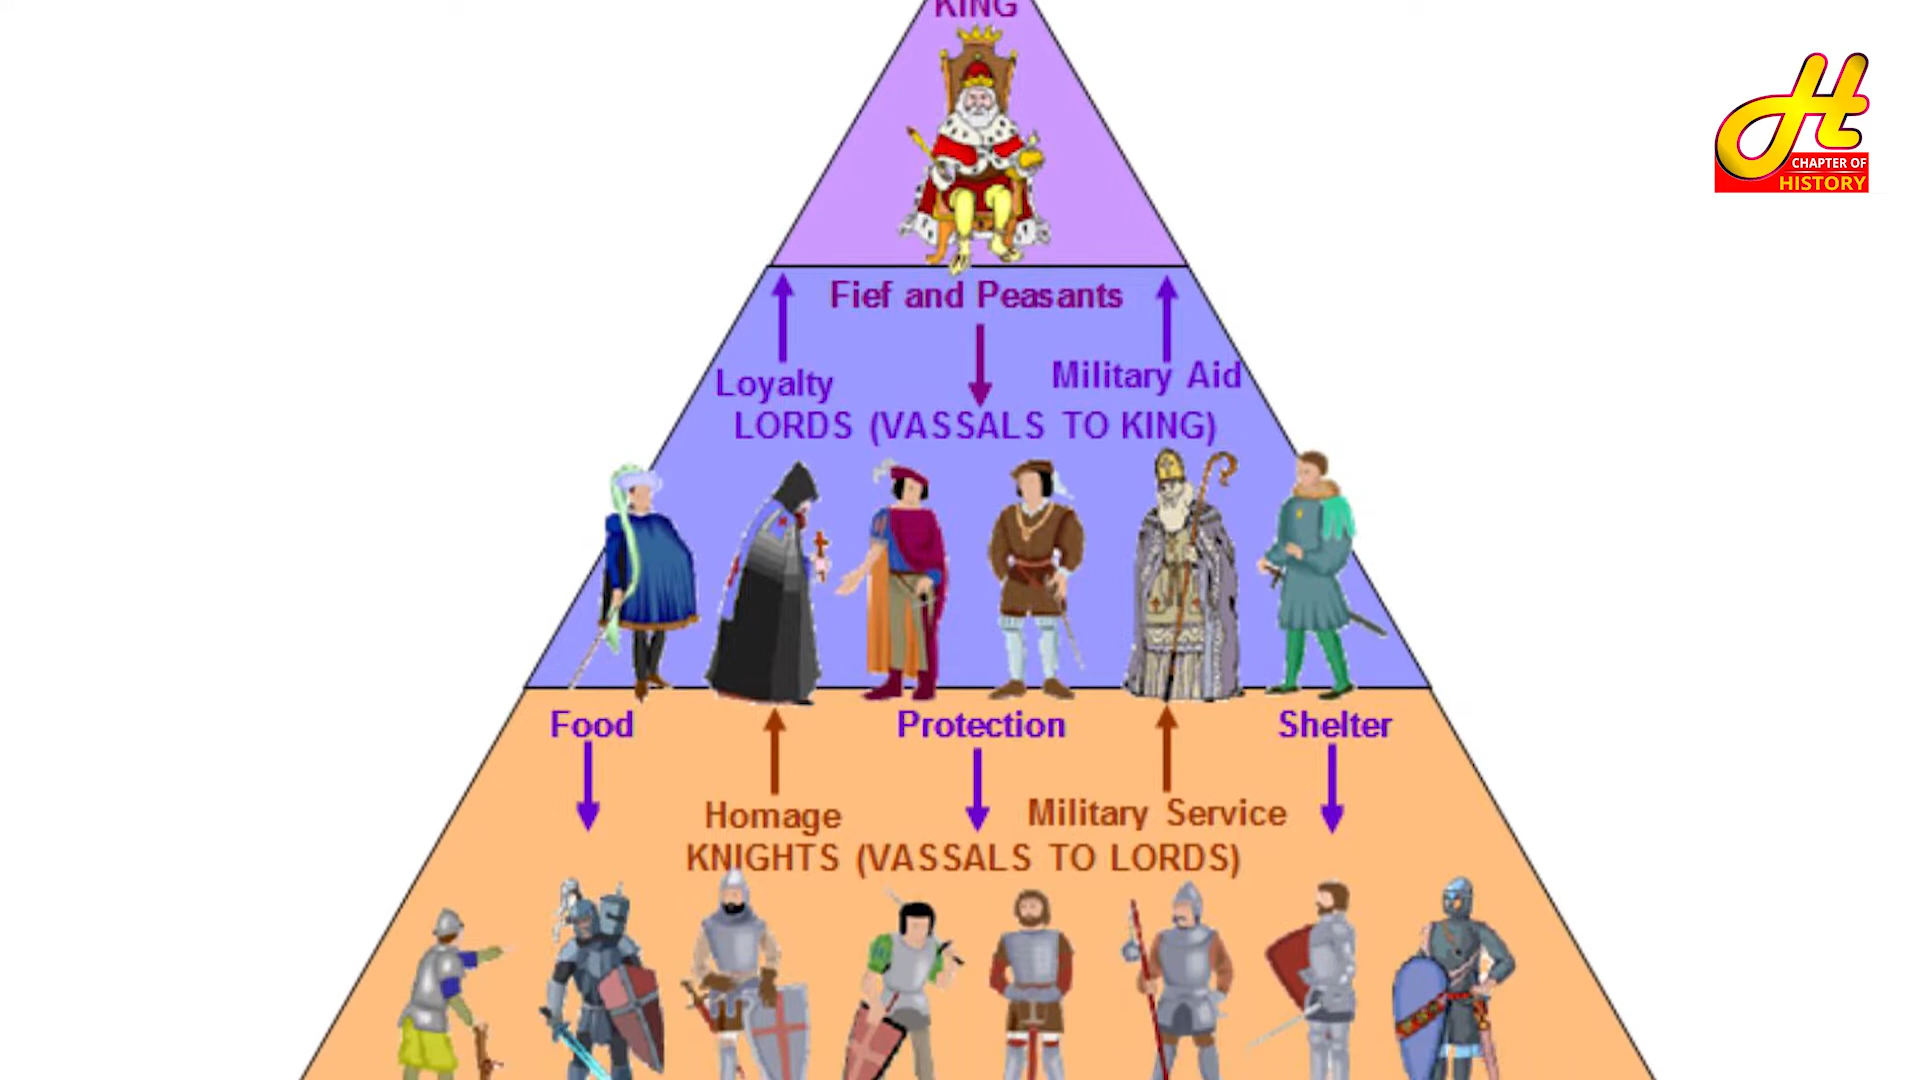 KING
CHAPTER OF
HISTORY
Fief and Peasants
Loyalty
Military Aid
LORDS (VASSALS TO KING)
Food
Protection
Shelter
Homage
Military Service
KNIGHTS (VASSALS TO LORDS)